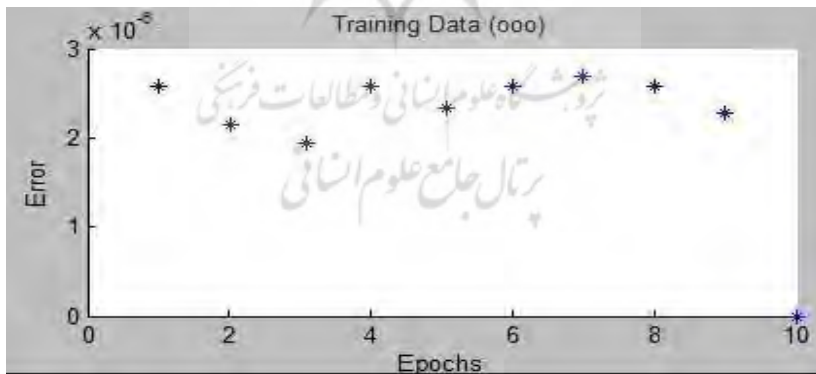 Training Data (ooo)
× 10⁻⁶
3
2
1
0
Error
0 2 4 6 8 10
Epochs
پژوهشگاه علوم انسانی و مطالعات فرهنگی
پرتال جامع علوم انسانی